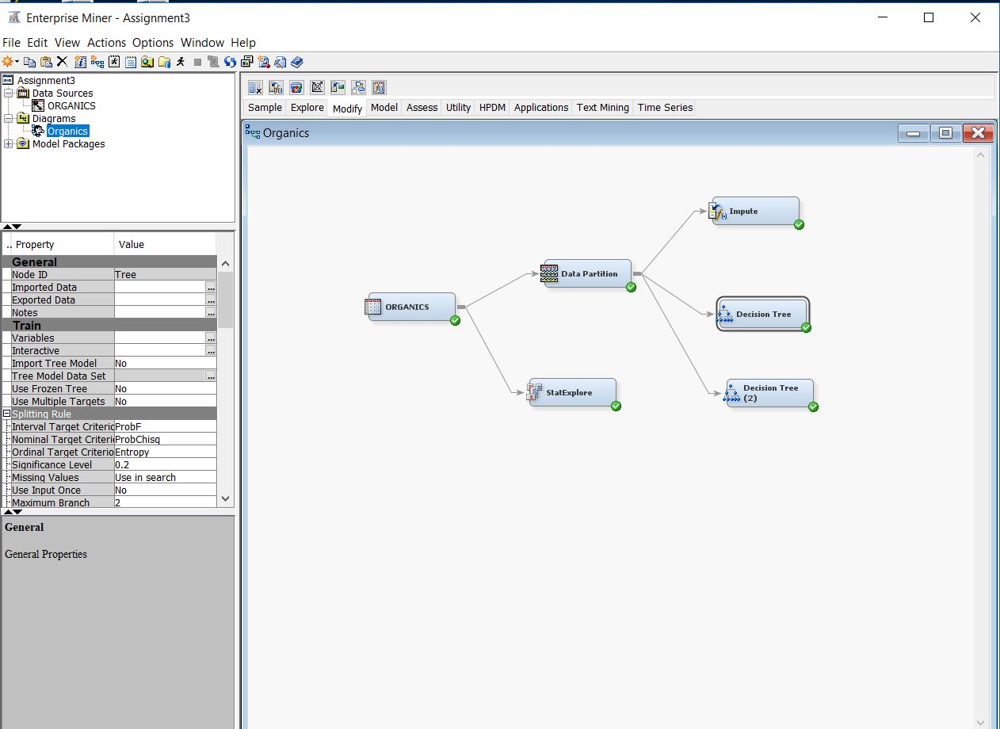 Enterprise Miner - Assignment3
File Edit View Actions Options Window Help
Assignment3
Data Sources
ORGANICS
Diagrams
Organics
Model Packages
.. Property Value
General
Node ID Tree
Imported Data ...
Exported Data ...
Notes ...
Train
Variables ...
Interactive ...
Import Tree Model No
Tree Model Data Set ...
Use Frozen Tree No
Use Multiple Targets No
Splitting Rule
Interval Target Criterio ProbF
Nominal Target Criterio ProbChisq
Ordinal Target Criterio Entropy
Significance Level 0.2
Missing Values Use in search
Use Input Once No
Maximum Branch 2
General
General Properties
Sample Explore Modify Model Assess Utility HPDM Applications Text Mining Time Series
Organics
Impute
Data Partition
ORGANICS
Decision Tree
StatExplore
Decision Tree
(2)